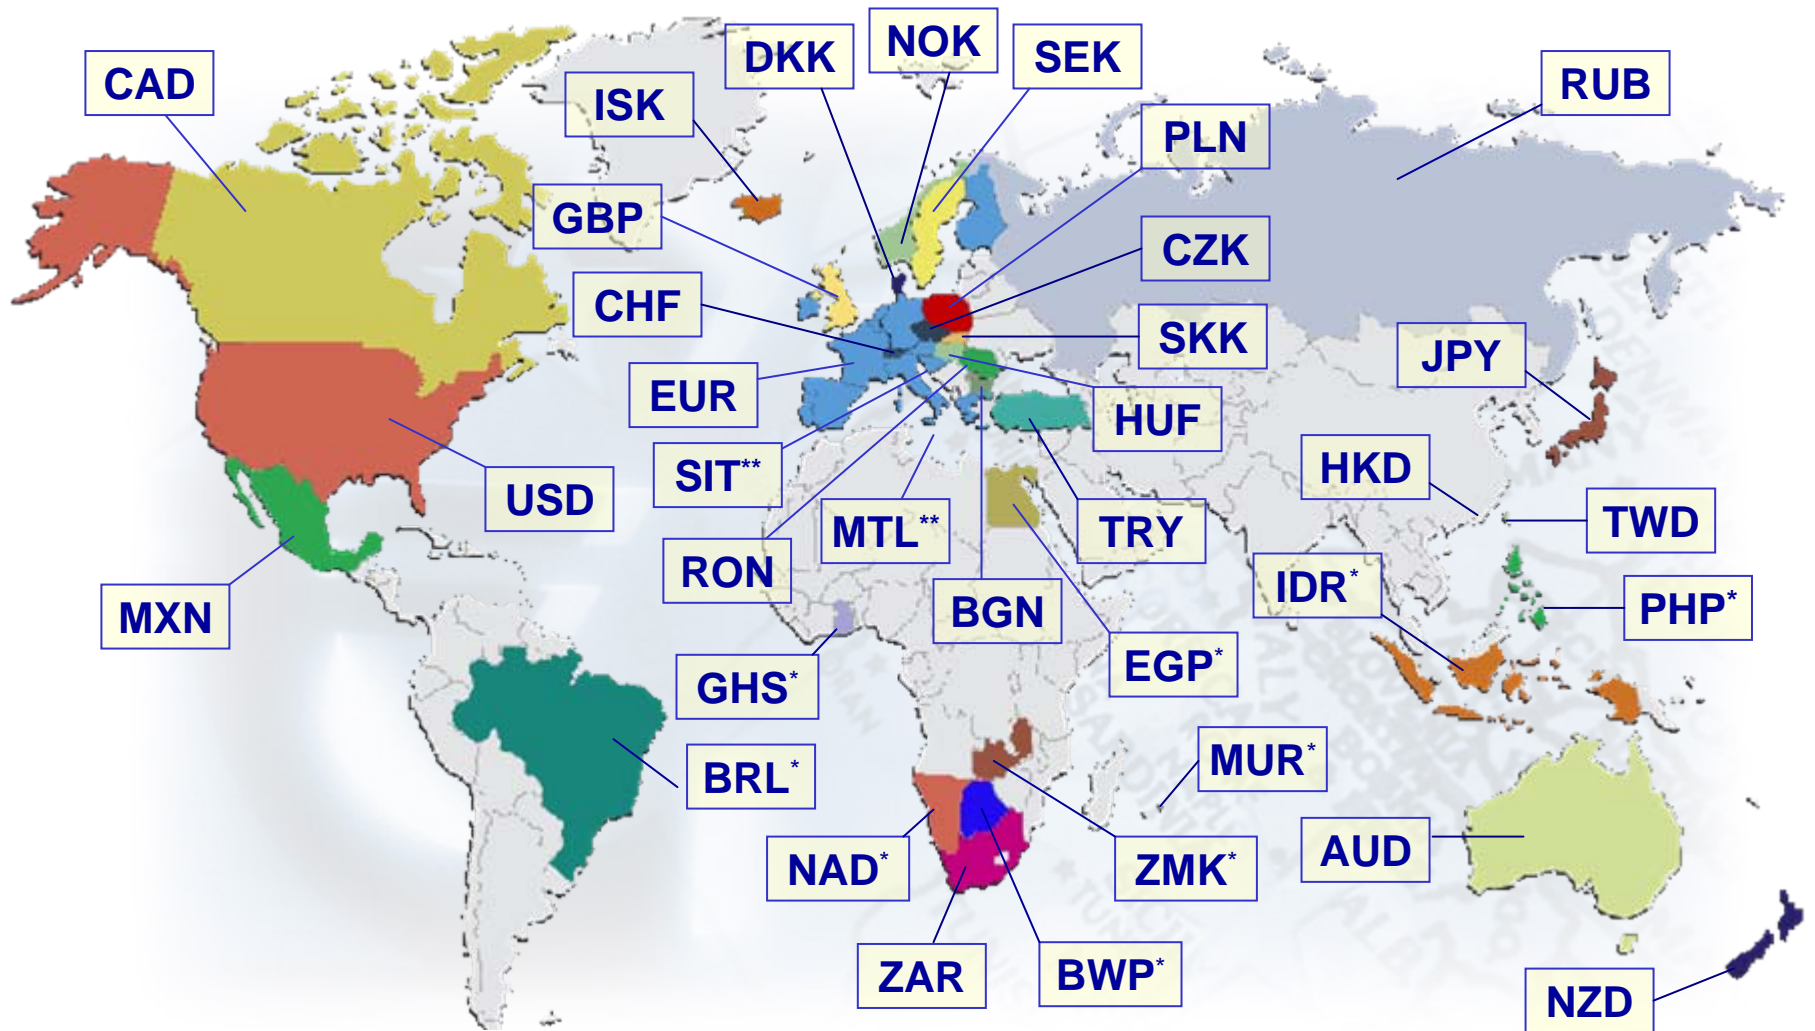 CAD
ISK
DKK
NOK
SEK
RUB
PLN
GBP
CZK
CHF
SKK
JPY
EUR
HUF
SIT**
USD
HKD
MTL**
TRY
TWD
RON
IDR*
BGN
PHP*
MXN
EGP*
GHS*
BRL*
MUR*
NAD*
ZMK*
AUD
ZAR
BWP*
NZD